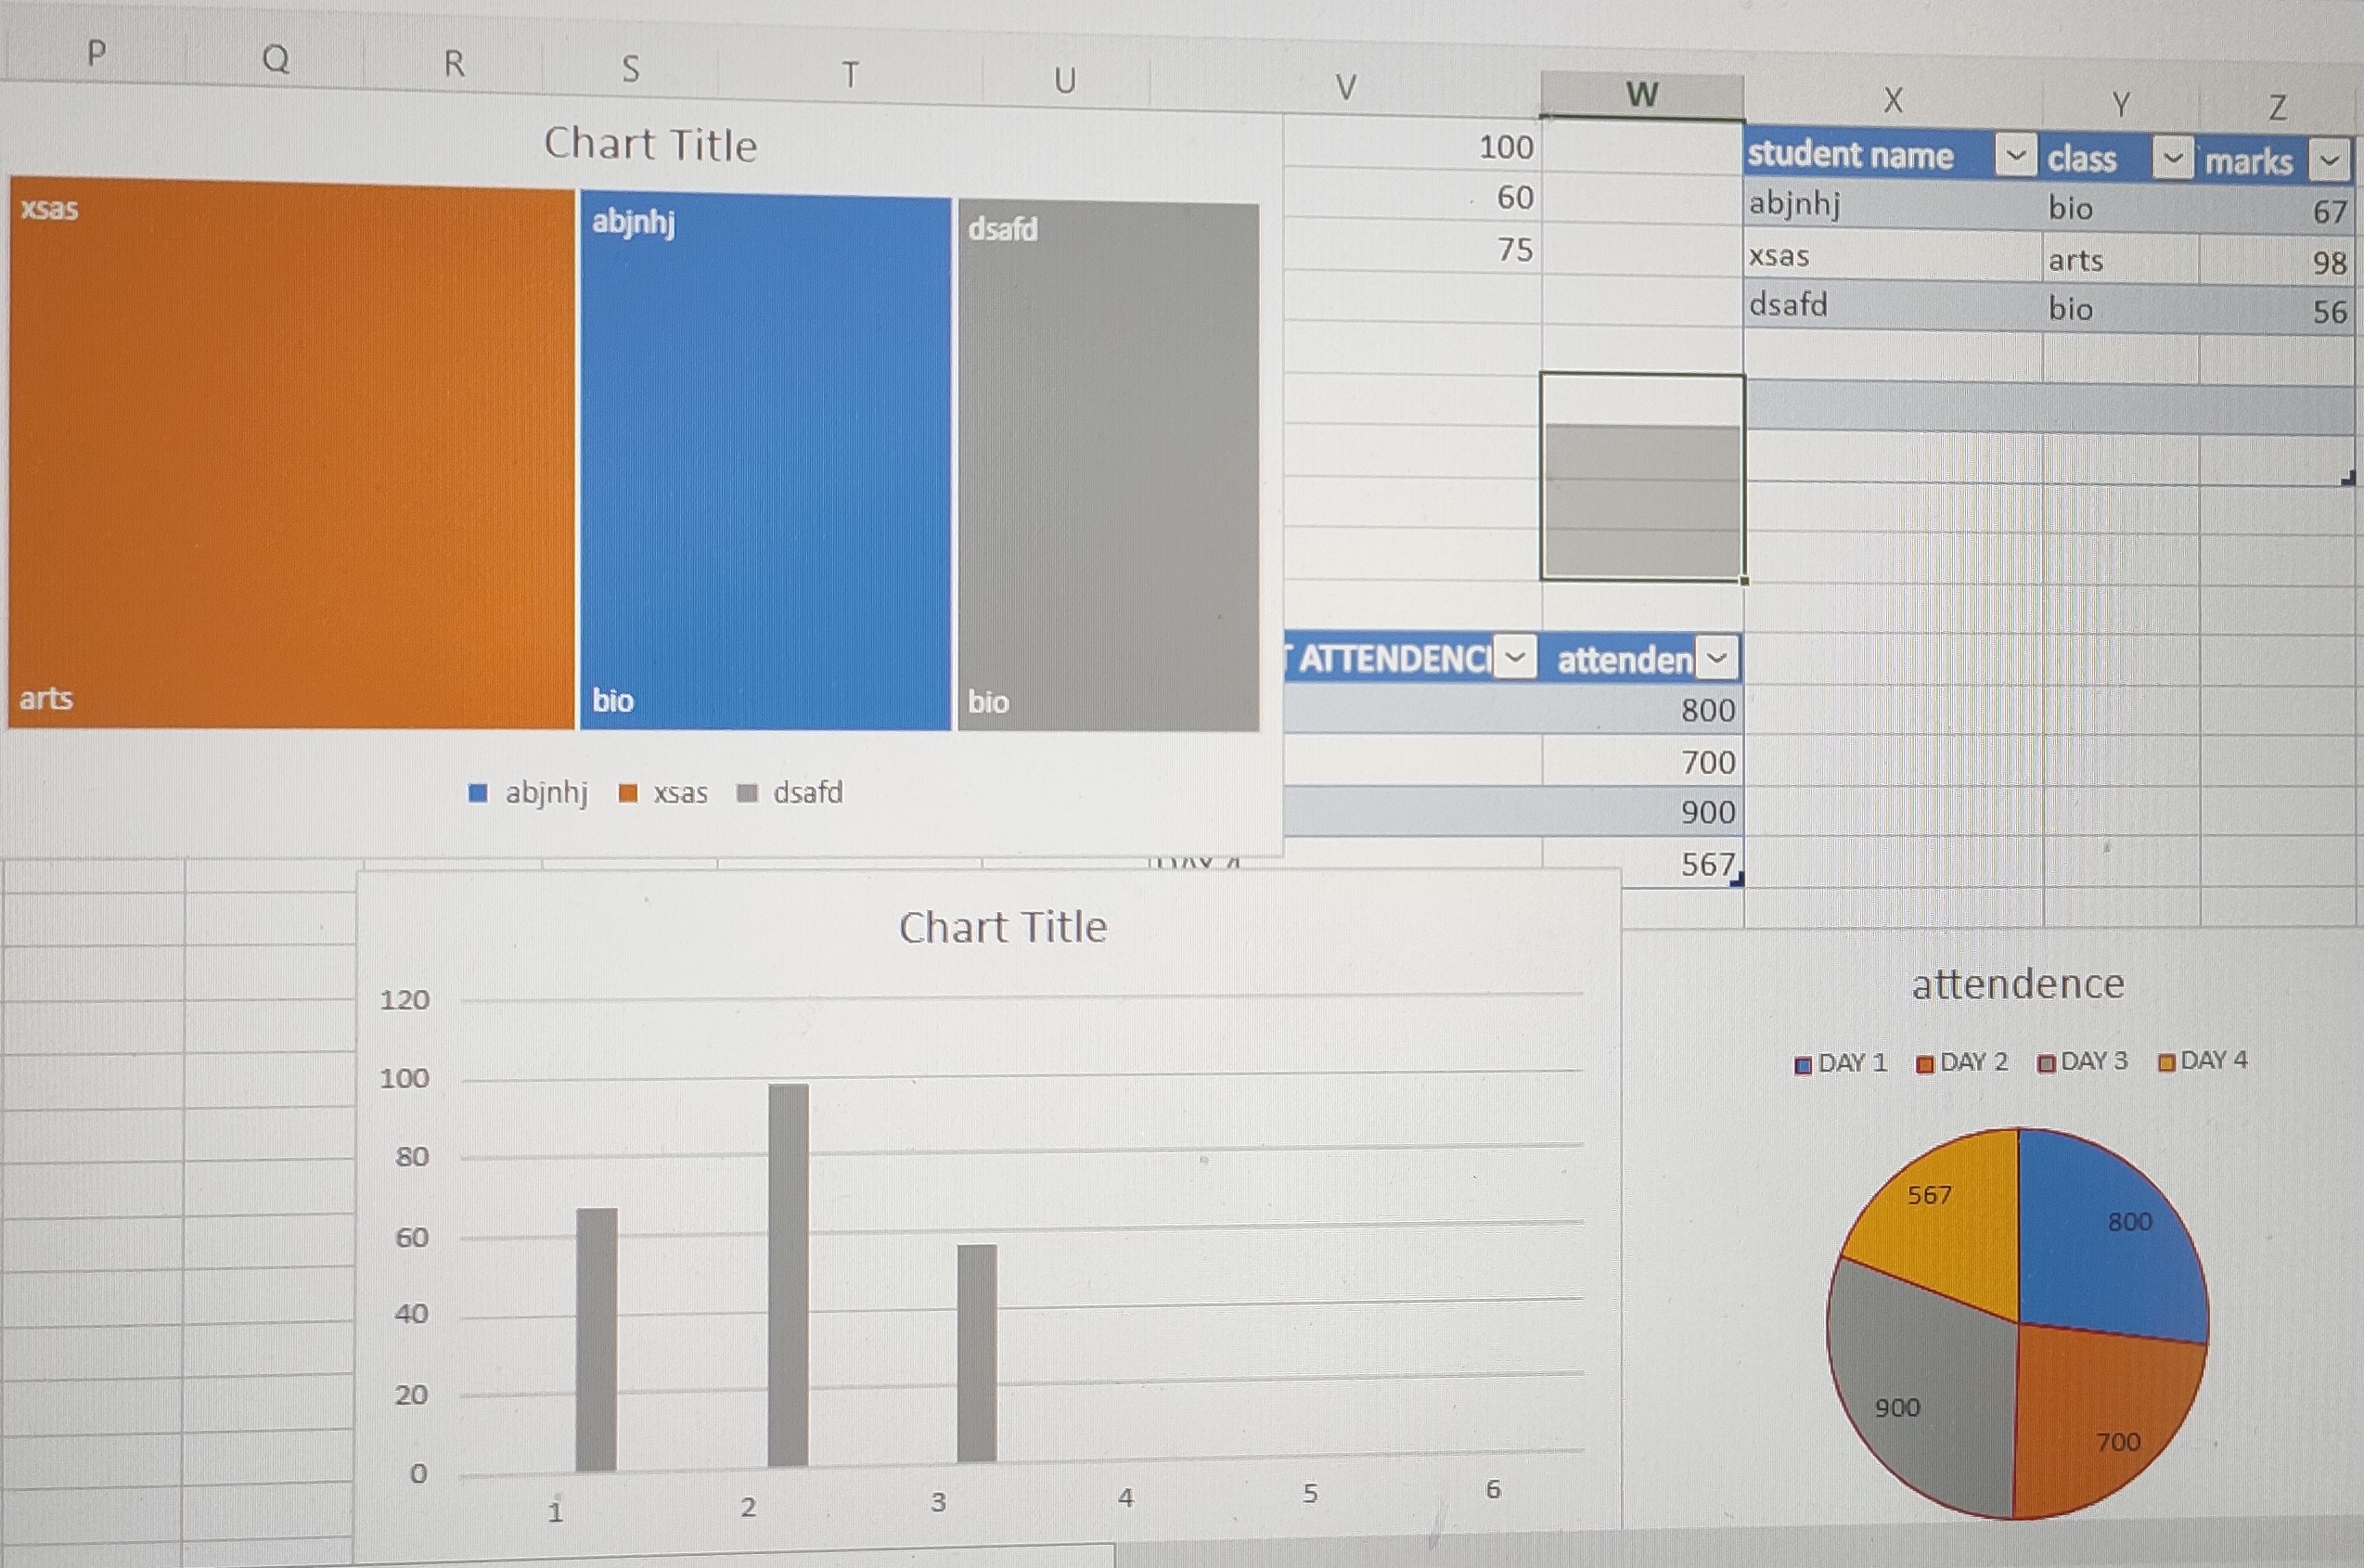 P Q R S T U V W X Y Z
Chart Title
xsas
arts
abjnhj
bio
dsafd
bio
abjnhj xsas dsafd
100
60
75
student name class marks
abjnhj bio 67
xsas arts 98
dsafd bio 56
ATTENDENC attenden
800
700
900
567
Chart Title
120
100
80
60
40
20
0
1 2 3 4 5 6
attendence
DAY 1 DAY 2 DAY 3 DAY 4
567
800
900
700